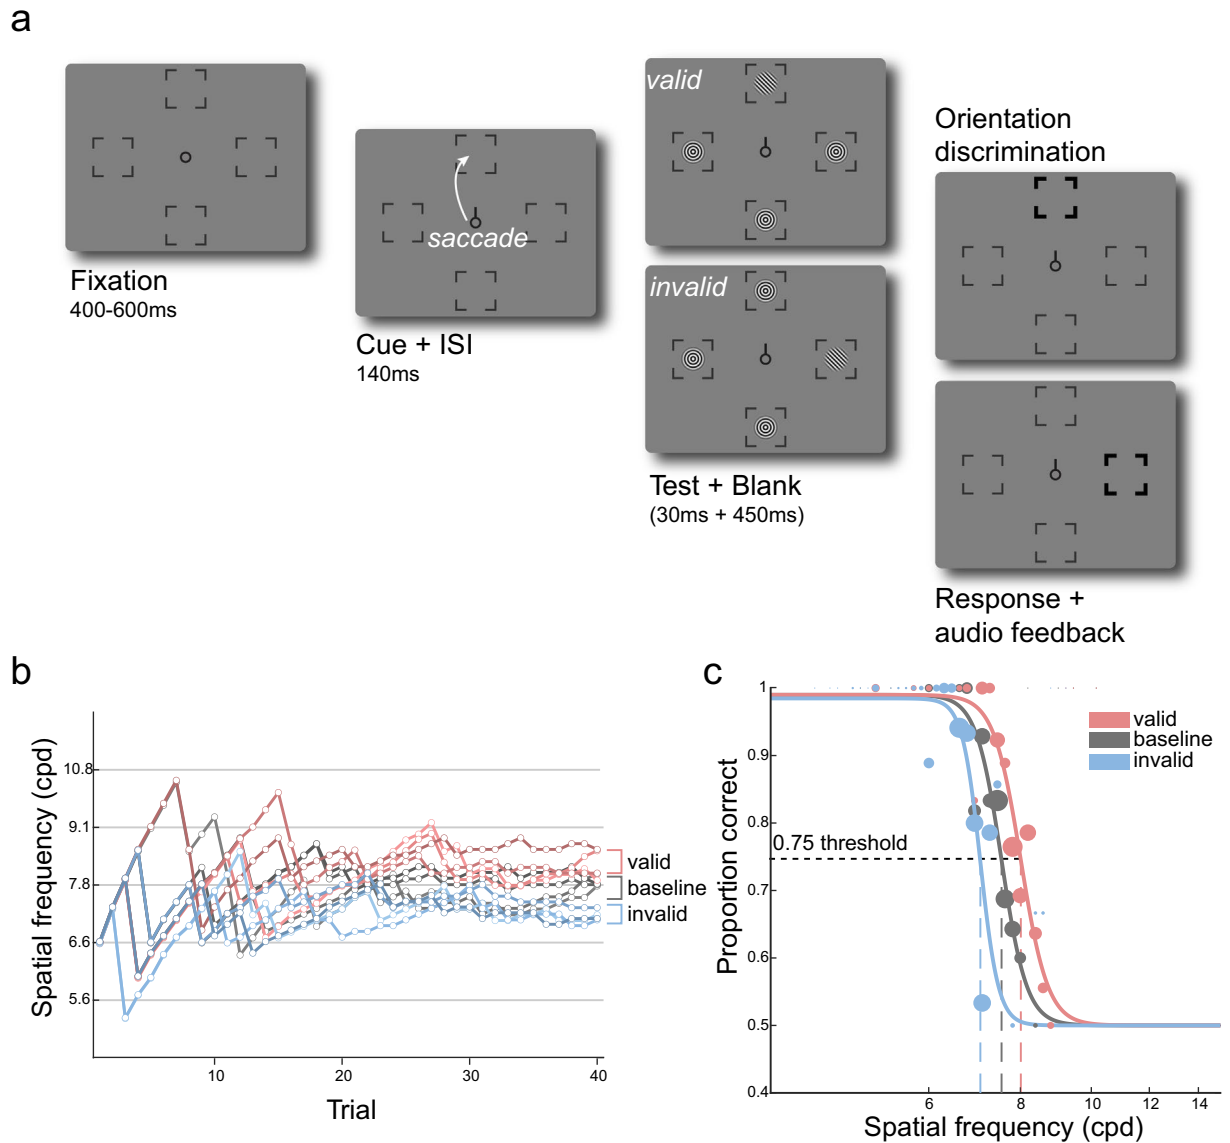 a
Fixation
400-600ms
saccade
Cue + ISI
140ms
valid
invalid
Test + Blank
(30ms + 450ms)
Orientation
discrimination
Response +
audio feedback
b
Spatial frequency (cpd)
10.8
9.1
7.8
6.6
5.6
10
20
30
40
Trial
valid
baseline
invalid
c
Proportion correct
1
0.9
0.8
0.7
0.6
0.5
0.4
0.75 threshold
valid
baseline
invalid
6
8
10
12
14
Spatial frequency (cpd)